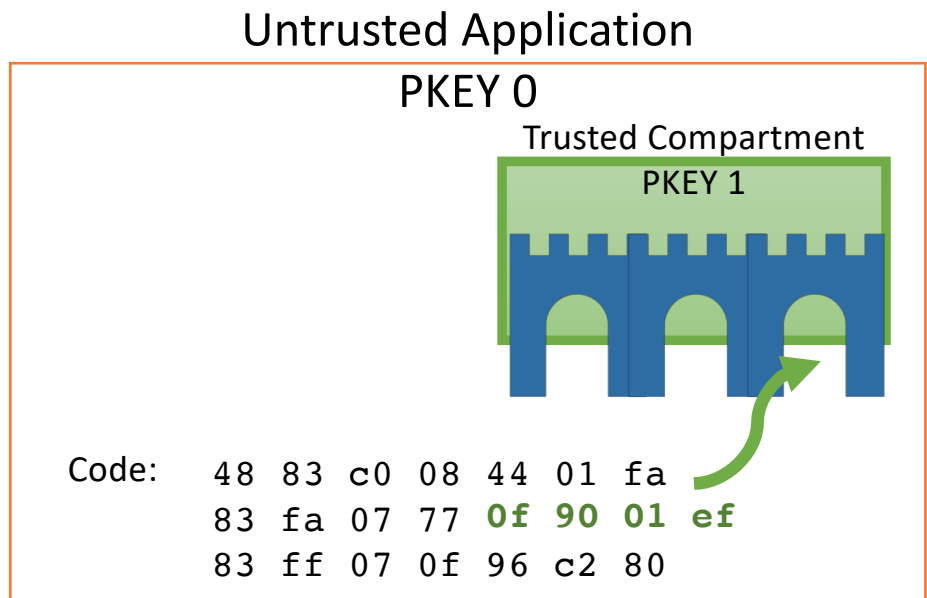 Untrusted Application
PKEY 0
Trusted Compartment
PKEY 1
Code: 48 83 c0 08 44 01 fa
83 fa 07 77 0f 90 01 ef
83 ff 07 0f 96 c2 80